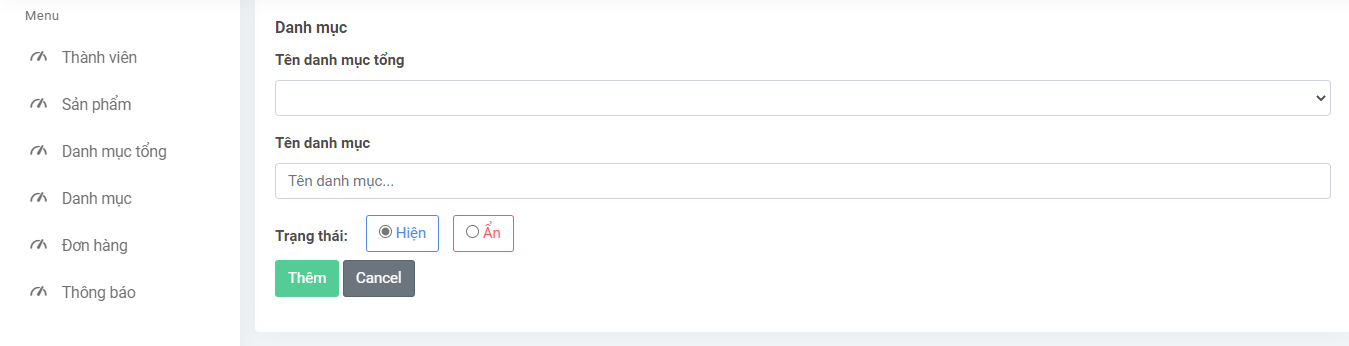 Menu
Thành viên
Sản phẩm
Danh mục tổng
Danh mục
Đơn hàng
Thông báo
Danh mục
Tên danh mục tổng
Tên danh mục
Tên danh mục...
Trạng thái: Hiện Ẩn
Thêm Cancel